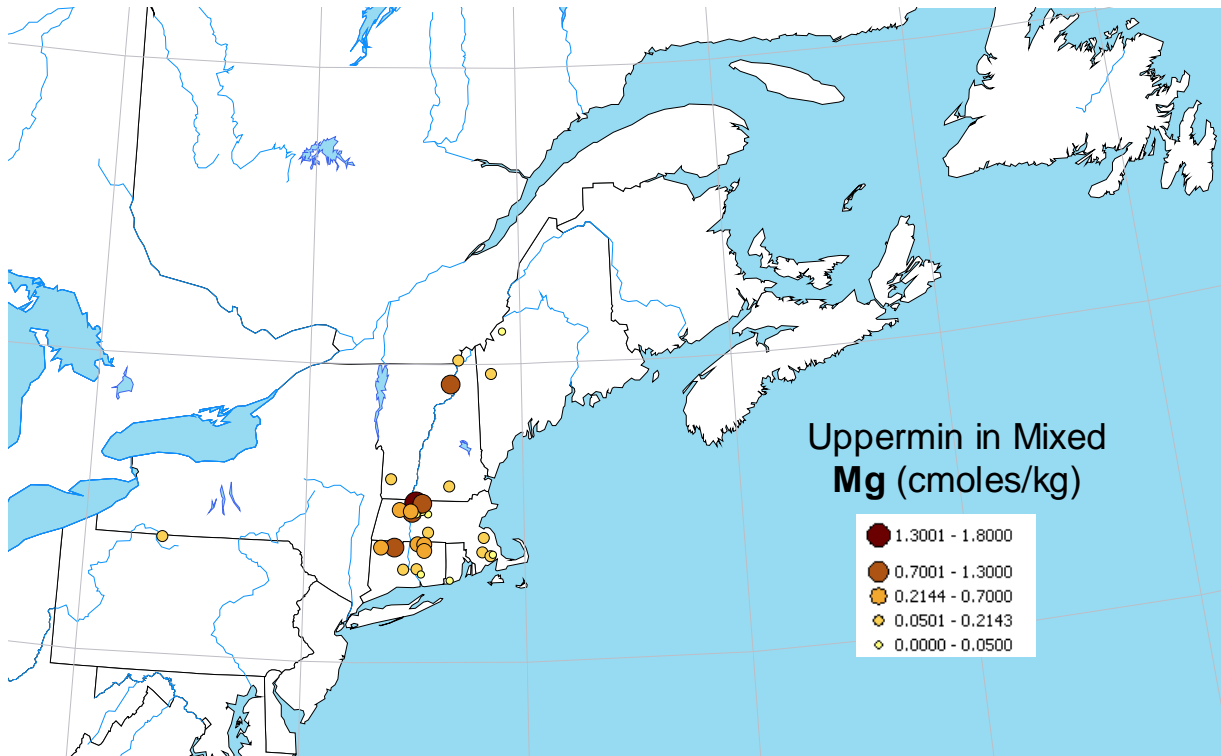 Uppermin in Mixed
Mg (cmoles/kg)
1.3001 - 1.8000
0.7001 - 1.3000
0.2144 - 0.7000
0.0501 - 0.2143
0.0000 - 0.0500